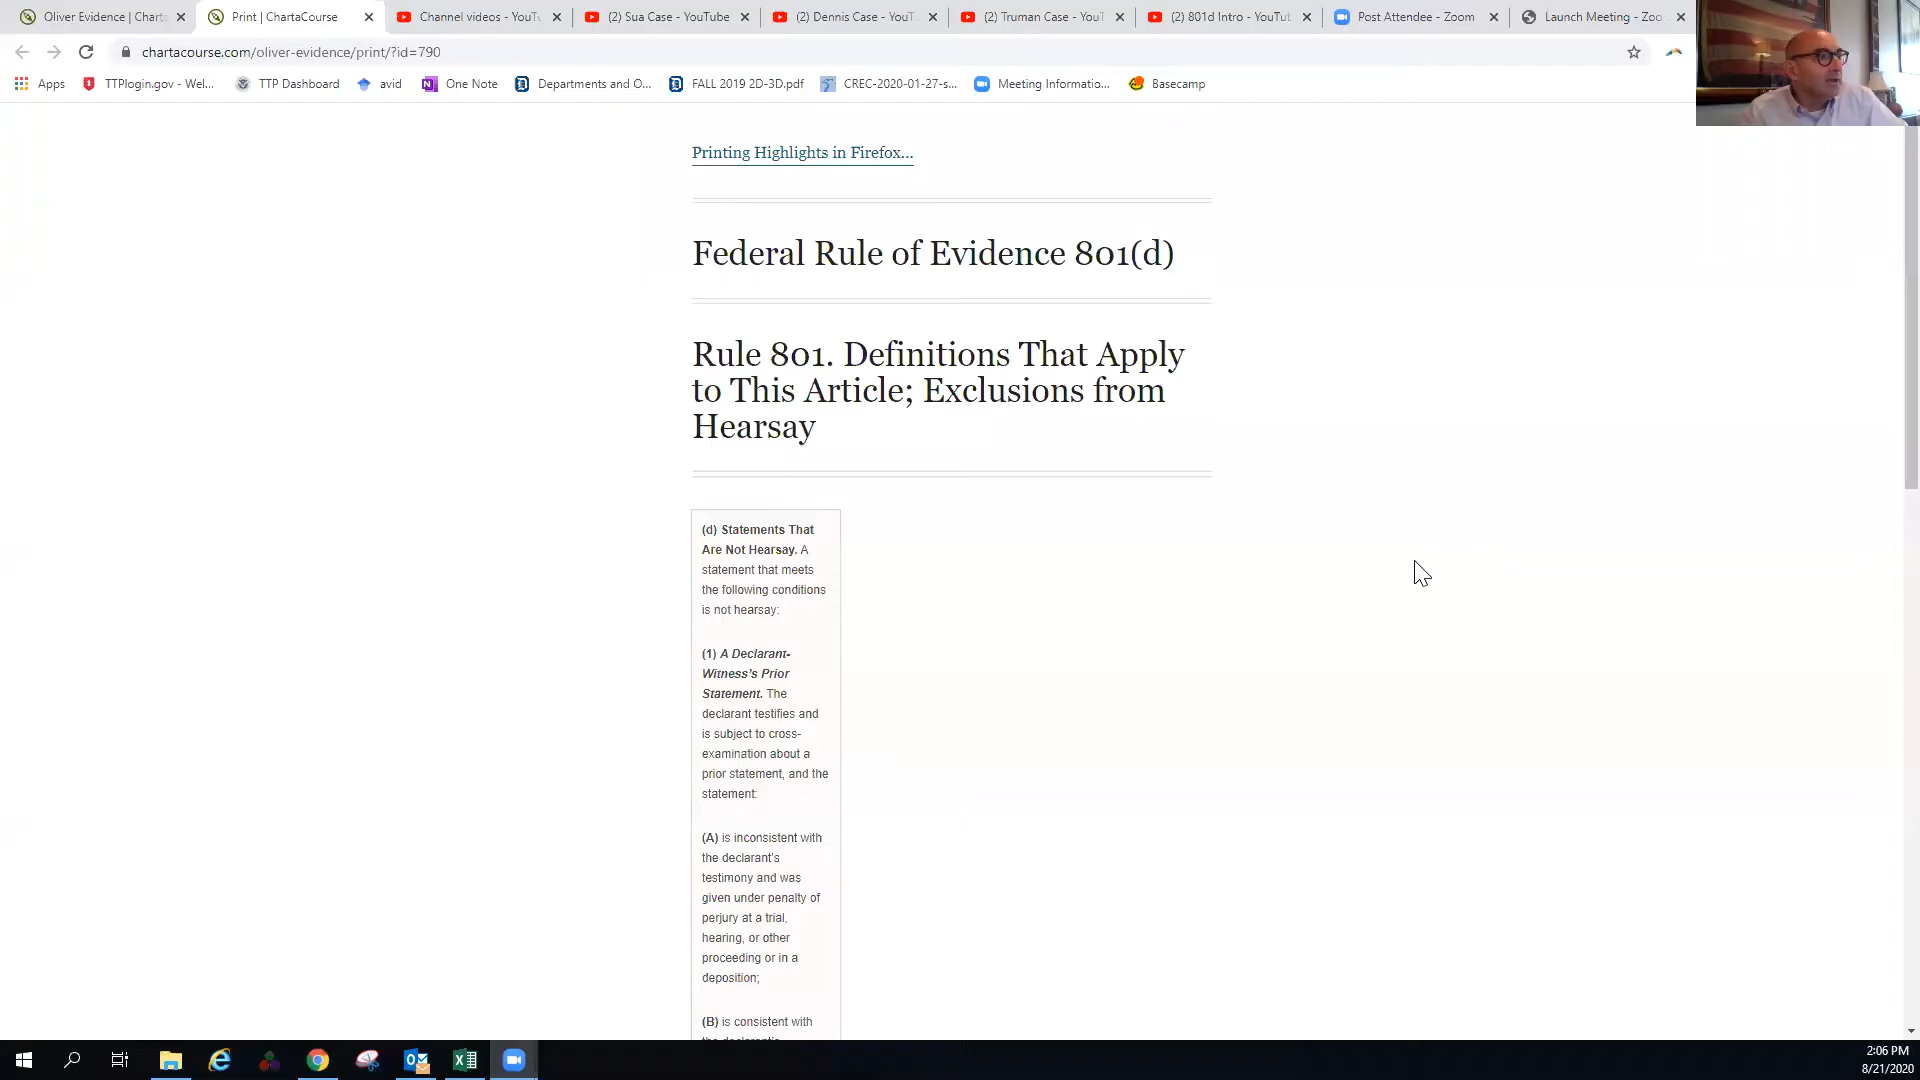 Oliver Evidence | Chart
Print | ChartaCourse
Channel videos - YouTu
(2) Sua Case - YouTube
(2) Dennis Case - YouT
(2) Truman Case - YouT
(2) 801d Intro - YouTub
Post Attendee - Zoom
Launch Meeting - Zoo
chartacourse.com/oliver-evidence/print/?id=790
Apps
TTPlogin.gov - Wel...
TTP Dashboard
avid
One Note
Departments and O...
FALL 2019 2D-3D.pdf
CREC-2020-01-27-s...
Meeting Informatio...
Basecamp
Printing Highlights in Firefox...
Federal Rule of Evidence 801(d)
Rule 801. Definitions That Apply
to This Article; Exclusions from
Hearsay
(d) Statements That
Are Not Hearsay. A
statement that meets
the following conditions
is not hearsay:
(1) A Declarant-
Witness's Prior
Statement. The
declarant testifies and
is subject to cross-
examination about a
prior statement, and the
statement:
(A) is inconsistent with
the declarant's
testimony and was
given under penalty of
perjury at a trial,
hearing, or other
proceeding or in a
deposition;
(B) is consistent with
the declarant's
2:06 PM
8/21/2020